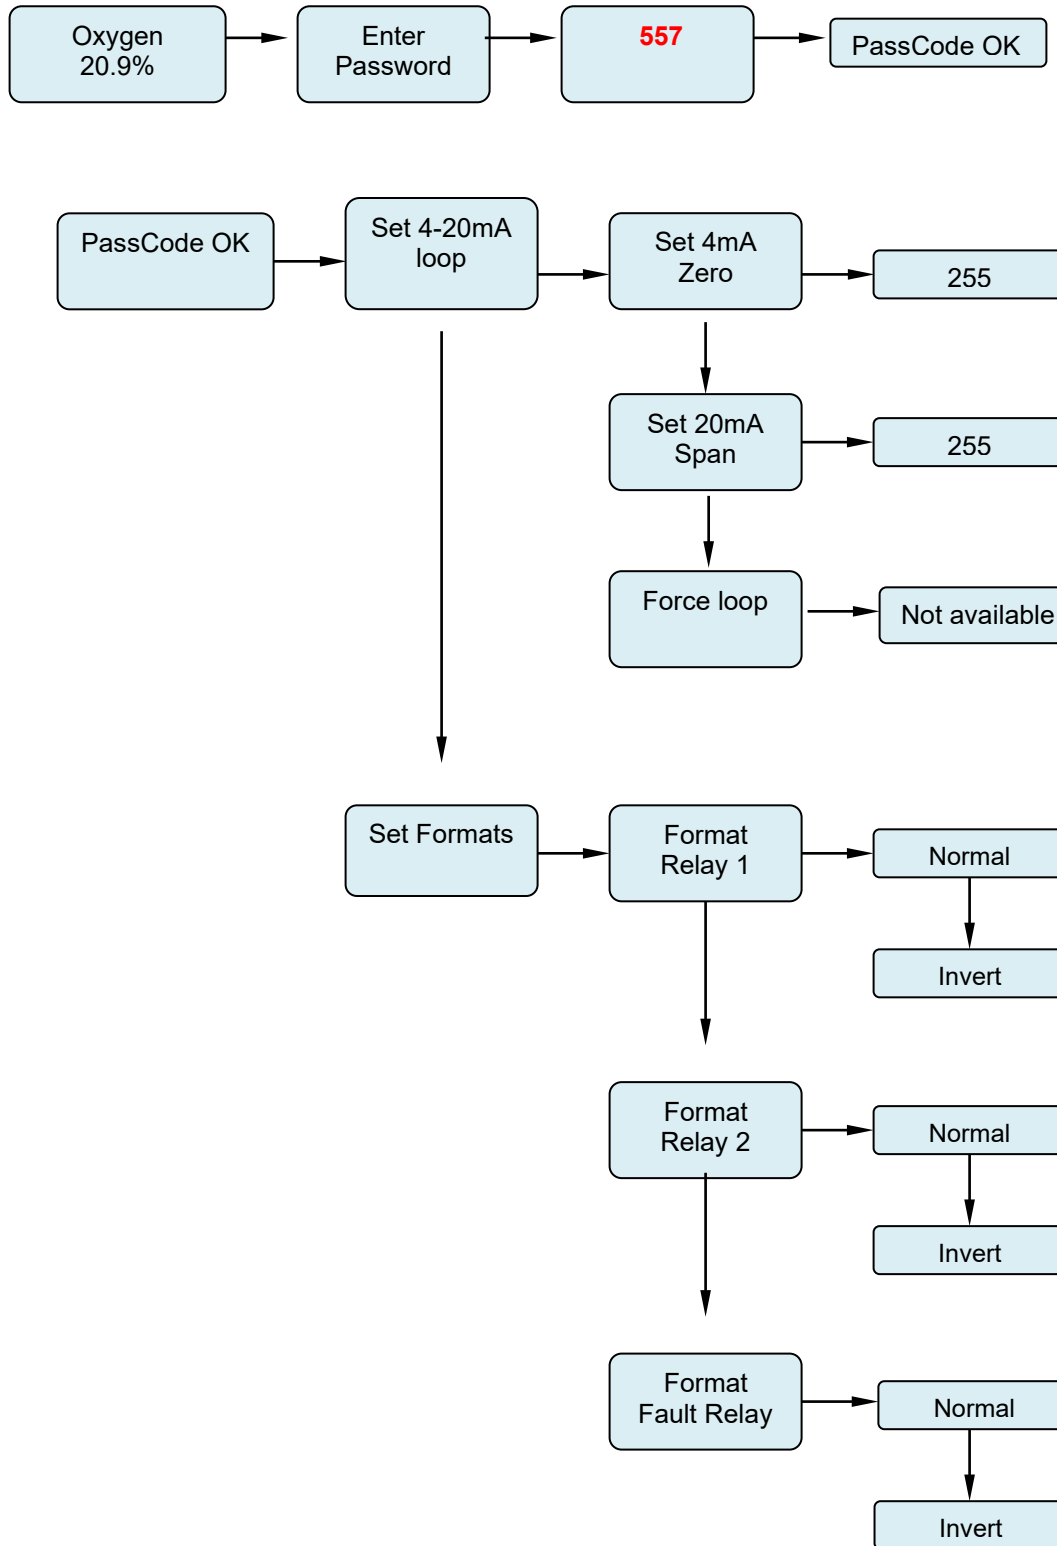 Oxygen
20.9%
Enter
Password
557
PassCode OK
PassCode OK
Set 4-20mA
loop
Set 4mA
Zero
255
Set 20mA
Span
255
Force loop
Not available
Set Formats
Format
Relay 1
Normal
Invert
Format
Relay 2
Normal
Invert
Format
Fault Relay
Normal
Invert